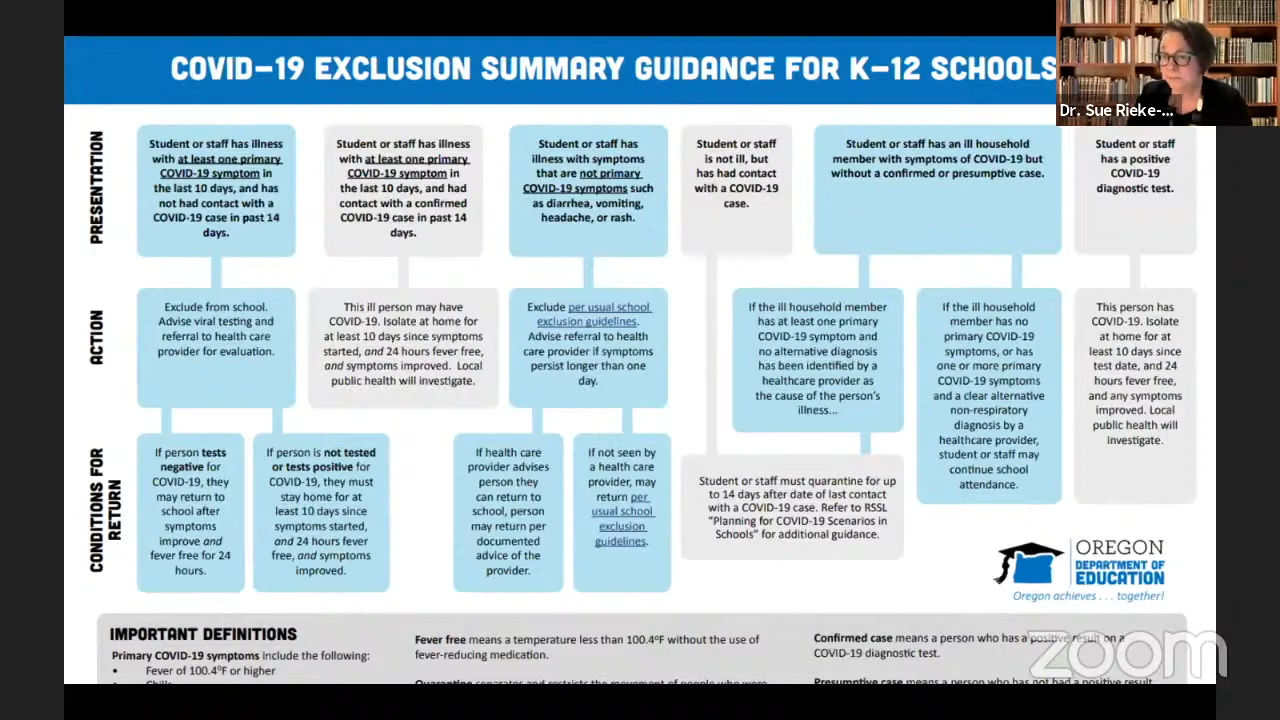 COVID-19 EXCLUSION SUMMARY GUIDANCE FOR K-12 SCHOOLS
Dr. Sue Rieke-...
PRESENTATION
Student or staff has illness
with at least one primary
COVID-19 symptom in
the last 10 days, and has
not had contact with a
COVID-19 case in past 14
days.
Student or staff has illness
with at least one primary
COVID-19 symptom in
the last 10 days, and had
contact with a confirmed
COVID-19 case in past 14
days.
Student or staff has
illness with symptoms
that are not primary
COVID-19 symptoms such
as diarrhea, vomiting,
headache, or rash.
Student or staff
is not ill, but
has had contact
with a COVID-19
case.
Student or staff has an ill household
member with symptoms of COVID-19 but
without a confirmed or presumptive case.
Student or staff
has a positive
COVID-19
diagnostic test.
ACTION
Exclude from school.
Advise viral testing and
referral to health care
provider for evaluation.
This ill person may have
COVID-19. Isolate at home for
at least 10 days since symptoms
started, and 24 hours fever free,
and symptoms improved. Local
public health will investigate.
Exclude per usual school
exclusion guidelines.
Advise referral to health
care provider if symptoms
persist longer than one
day.
If the ill household member
has at least one primary
COVID-19 symptom and
no alternative diagnosis
has been identified by a
healthcare provider as
the cause of the person's
illness...
If the ill household
member has no
primary COVID-19
symptoms, or has
one or more primary
COVID-19 symptoms
and a clear alternative
non-respiratory
diagnosis by a
healthcare provider,
student or staff may
continue school
attendance.
This person has
COVID-19. Isolate
at home for at
least 10 days since
test date, and 24
hours fever free,
and any symptoms
improved. Local
public health will
investigate.
CONDITIONS FOR
RETURN
If person tests
negative for
COVID-19, they
may return to
school after
symptoms
improve and
fever free for 24
hours.
If person is not tested
or tests positive for
COVID-19, they must
stay home for at
least 10 days since
symptoms started,
and 24 hours fever
free, and symptoms
improved.
If health care
provider advises
person they
can return to
school, person
may return per
documented
advice of the
provider.
If not seen by
a health care
provider, may
return per
usual school
exclusion
guidelines.
Student or staff must quarantine for up
to 14 days after date of last contact
with a COVID-19 case. Refer to RSSL
"Planning for COVID-19 Scenarios in
Schools" for additional guidance.
OREGON
DEPARTMENT OF
EDUCATION
Oregon achieves . . . together!
IMPORTANT DEFINITIONS
Primary COVID-19 symptoms include the following:
• Fever of 100.4°F or higher
• Chills
Fever free means a temperature less than 100.4°F without the use of
fever-reducing medication.
Quarantine separates and restricts the movement of people who were
Confirmed case means a person who has a positive result on a
COVID-19 diagnostic test.
Presumptive case means a person who has not had a positive result
zoom